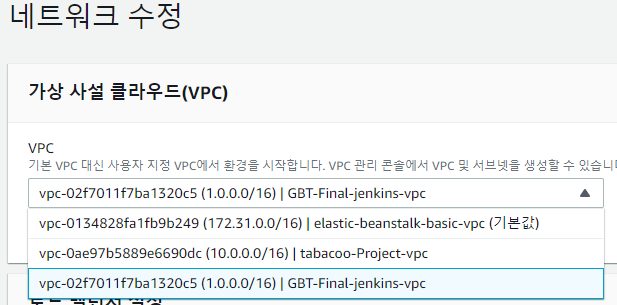 네트워크 수정
가상 사설 클라우드(VPC)
VPC
기본 VPC 대신 사용자 지정 VPC에서 환경을 시작합니다. VPC 관리 콘솔에서 VPC 및 서브넷을 생성할 수 있습니다
vpc-02f7011f7ba1320c5 (1.0.0.0/16) | GBT-Final-jenkins-vpc
vpc-0134828fa1fb9b249 (172.31.0.0/16) | elastic-beanstalk-basic-vpc (기본값)
vpc-0ae97b5889e6690dc (10.0.0.0/16) | tabacoo-Project-vpc
vpc-02f7011f7ba1320c5 (1.0.0.0/16) | GBT-Final-jenkins-vpc